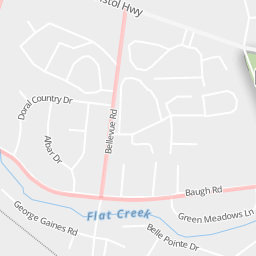 Hwy
Doral Country Dr
Bellevue Rd
Albar Dr
Baugh Rd
George Gaines Rd
Flat Creek
Green Meadows Ln
Belle Pointe Dr